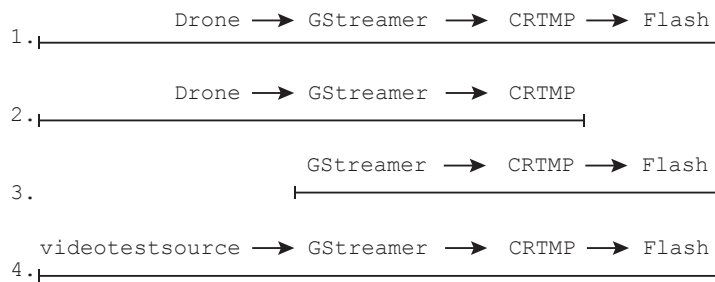 Drone → GStreamer → CRTMP → Flash
1.
Drone → GStreamer → CRTMP
2.
GStreamer → CRTMP → Flash
3.
videotestsource → GStreamer → CRTMP → Flash
4.